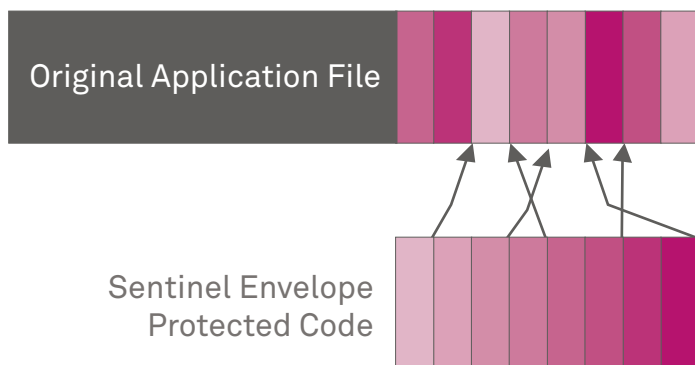 Original Application File
Sentinel Envelope
Protected Code